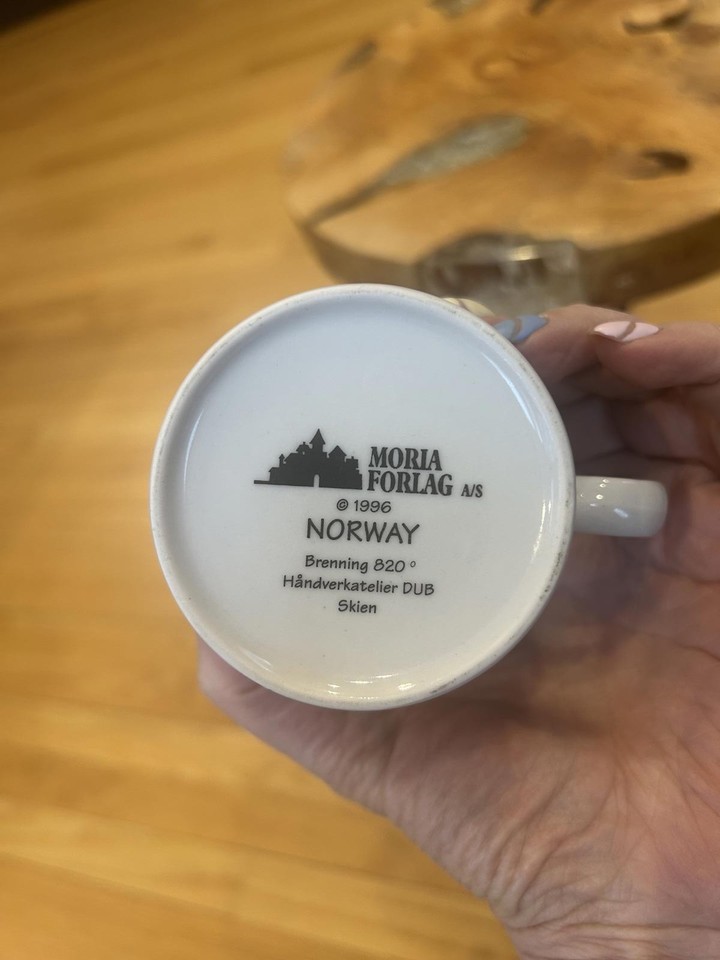 MORIA
FORLAG A/S
© 1996
NORWAY
Brenning 820 °
Håndverkatelier DUB
Skien